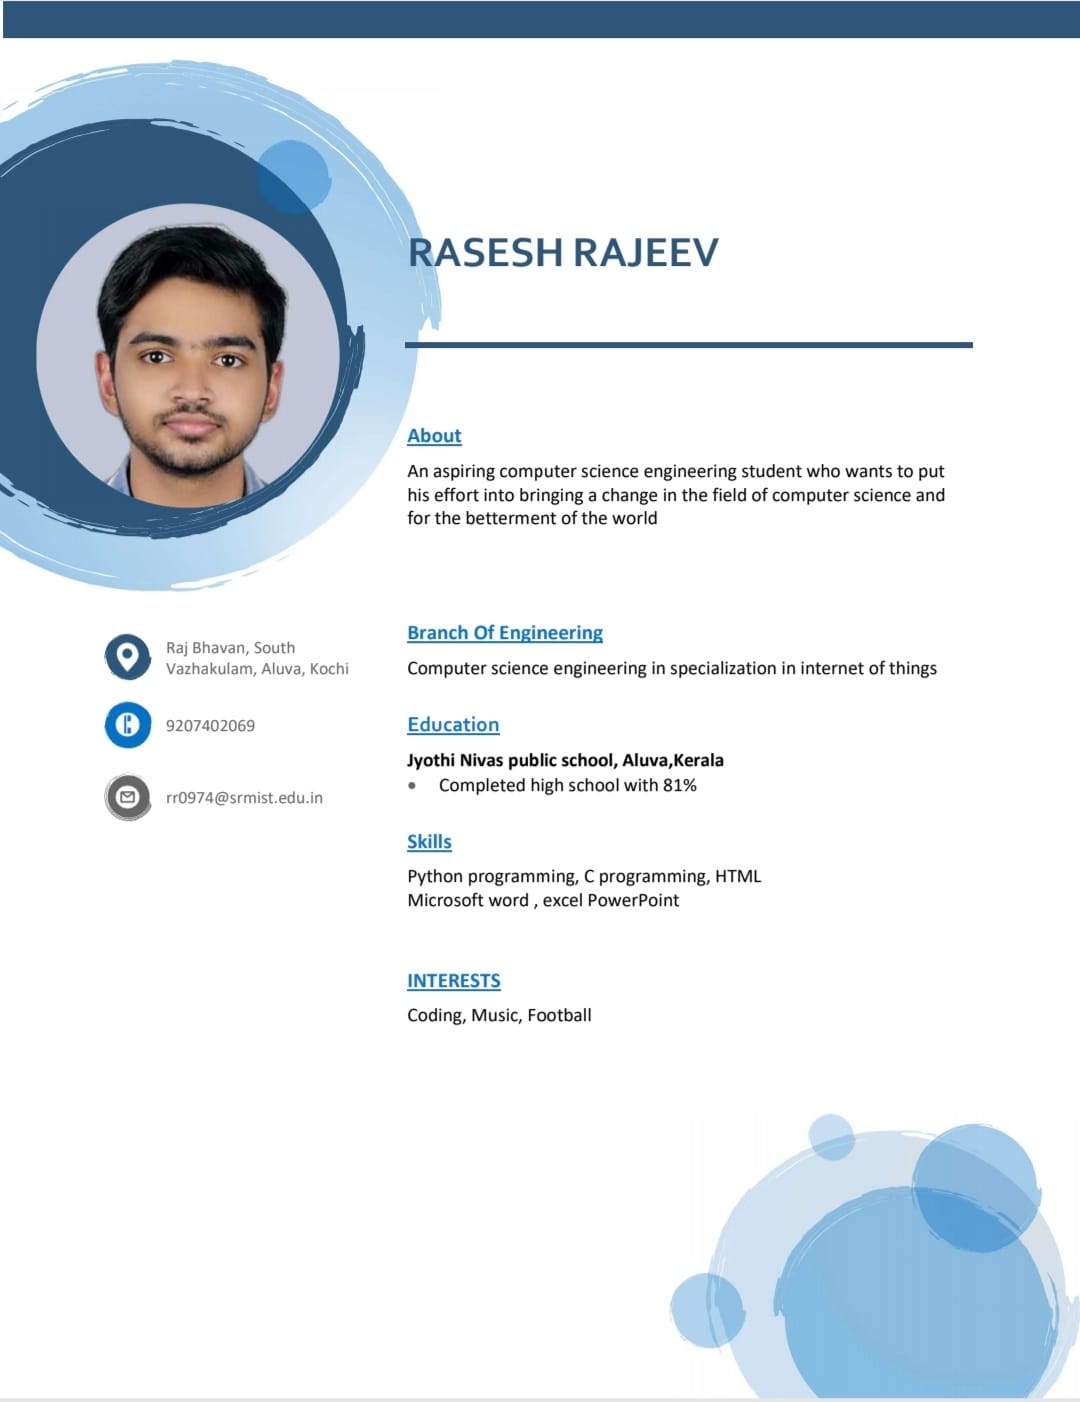 RASESH RAJEEV
About
An aspiring computer science engineering student who wants to put
his effort into bringing a change in the field of computer science and
for the betterment of the world
Raj Bhavan, South
Vazhakulam, Aluva, Kochi
9207402069
rr0974@srmist.edu.in
Branch Of Engineering
Computer science engineering in specialization in internet of things
Education
Jyothi Nivas public school, Aluva,Kerala
• Completed high school with 81%
Skills
Python programming, C programming, HTML
Microsoft word , excel PowerPoint
INTERESTS
Coding, Music, Football